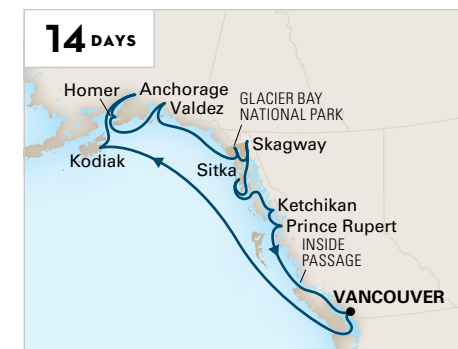 14 DAYS
Homer
Anchorage
Valdez
GLACIER BAY
NATIONAL PARK
Kodiak
Skagway
Sitka
Ketchikan
Prince Rupert
INSIDE
PASSAGE
VANCOUVER